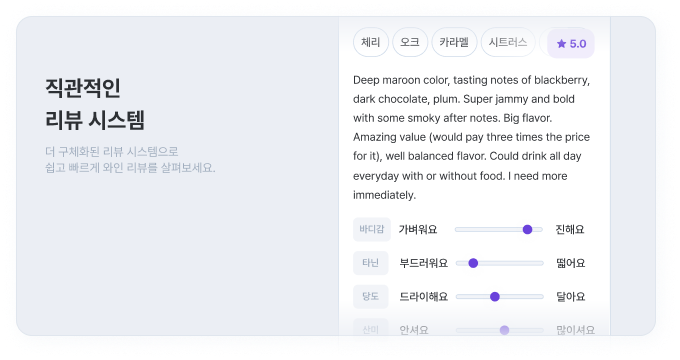 직관적인
리뷰 시스템
더 구체화된 리뷰 시스템으로
쉽고 빠르게 와인 리뷰를 살펴보세요.
체리 오크 카라멜 시트러스 ★ 5.0
Deep maroon color, tasting notes of blackberry,
dark chocolate, plum. Super jammy and bold
with some smoky after notes. Big flavor.
Amazing value (would pay three times the price
for it), well balanced flavor. Could drink all day
everyday with or without food. I need more
immediately.
바디감 가벼워요 진해요
타닌 부드러워요 떫어요
당도 드라이해요 달아요
산미 안셔요 많이셔요